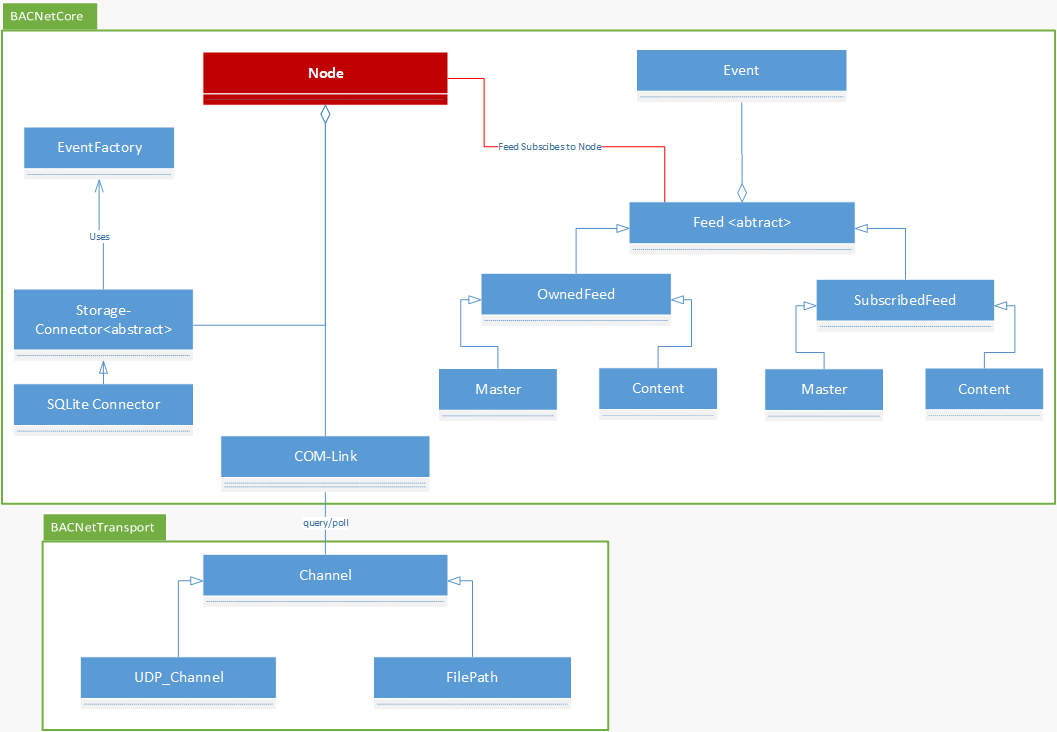 BACNetCore
Node
Event
EventFactory
Feed Subscibes to Node
Feed <abtract>
Uses
OwnedFeed
SubscribedFeed
Storage-
Connector<abstract>
Master
Content
Master
Content
SQLite Connector
COM-Link
query/poll
BACNetTransport
Channel
UDP_Channel
FilePath